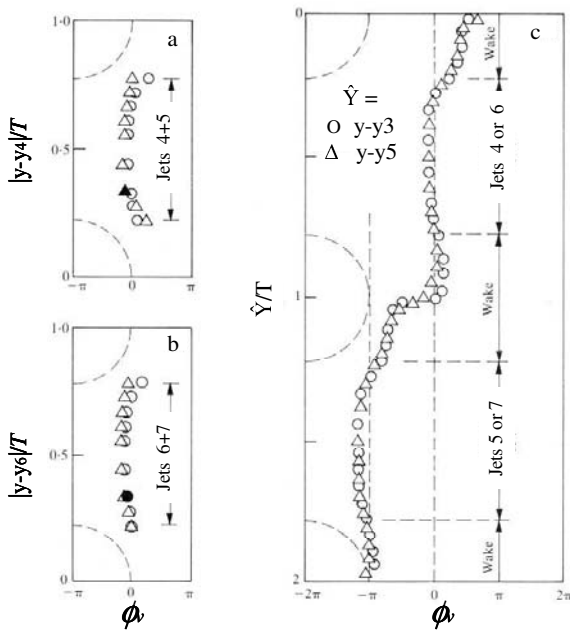 a
1·0
0·5
0
|y-y4|/T
Jets 4+5
−π
0
π
b
1·0
0·5
0
|y-y6|/T
Jets 6+7
−π
0
π
ϕv
c
0
1
2
Ŷ/T
Ŷ =
O y-y3
Δ y-y5
Wake
Jets 4 or 6
Wake
Jets 5 or 7
Wake
−2π
−π
0
π
2π
ϕv